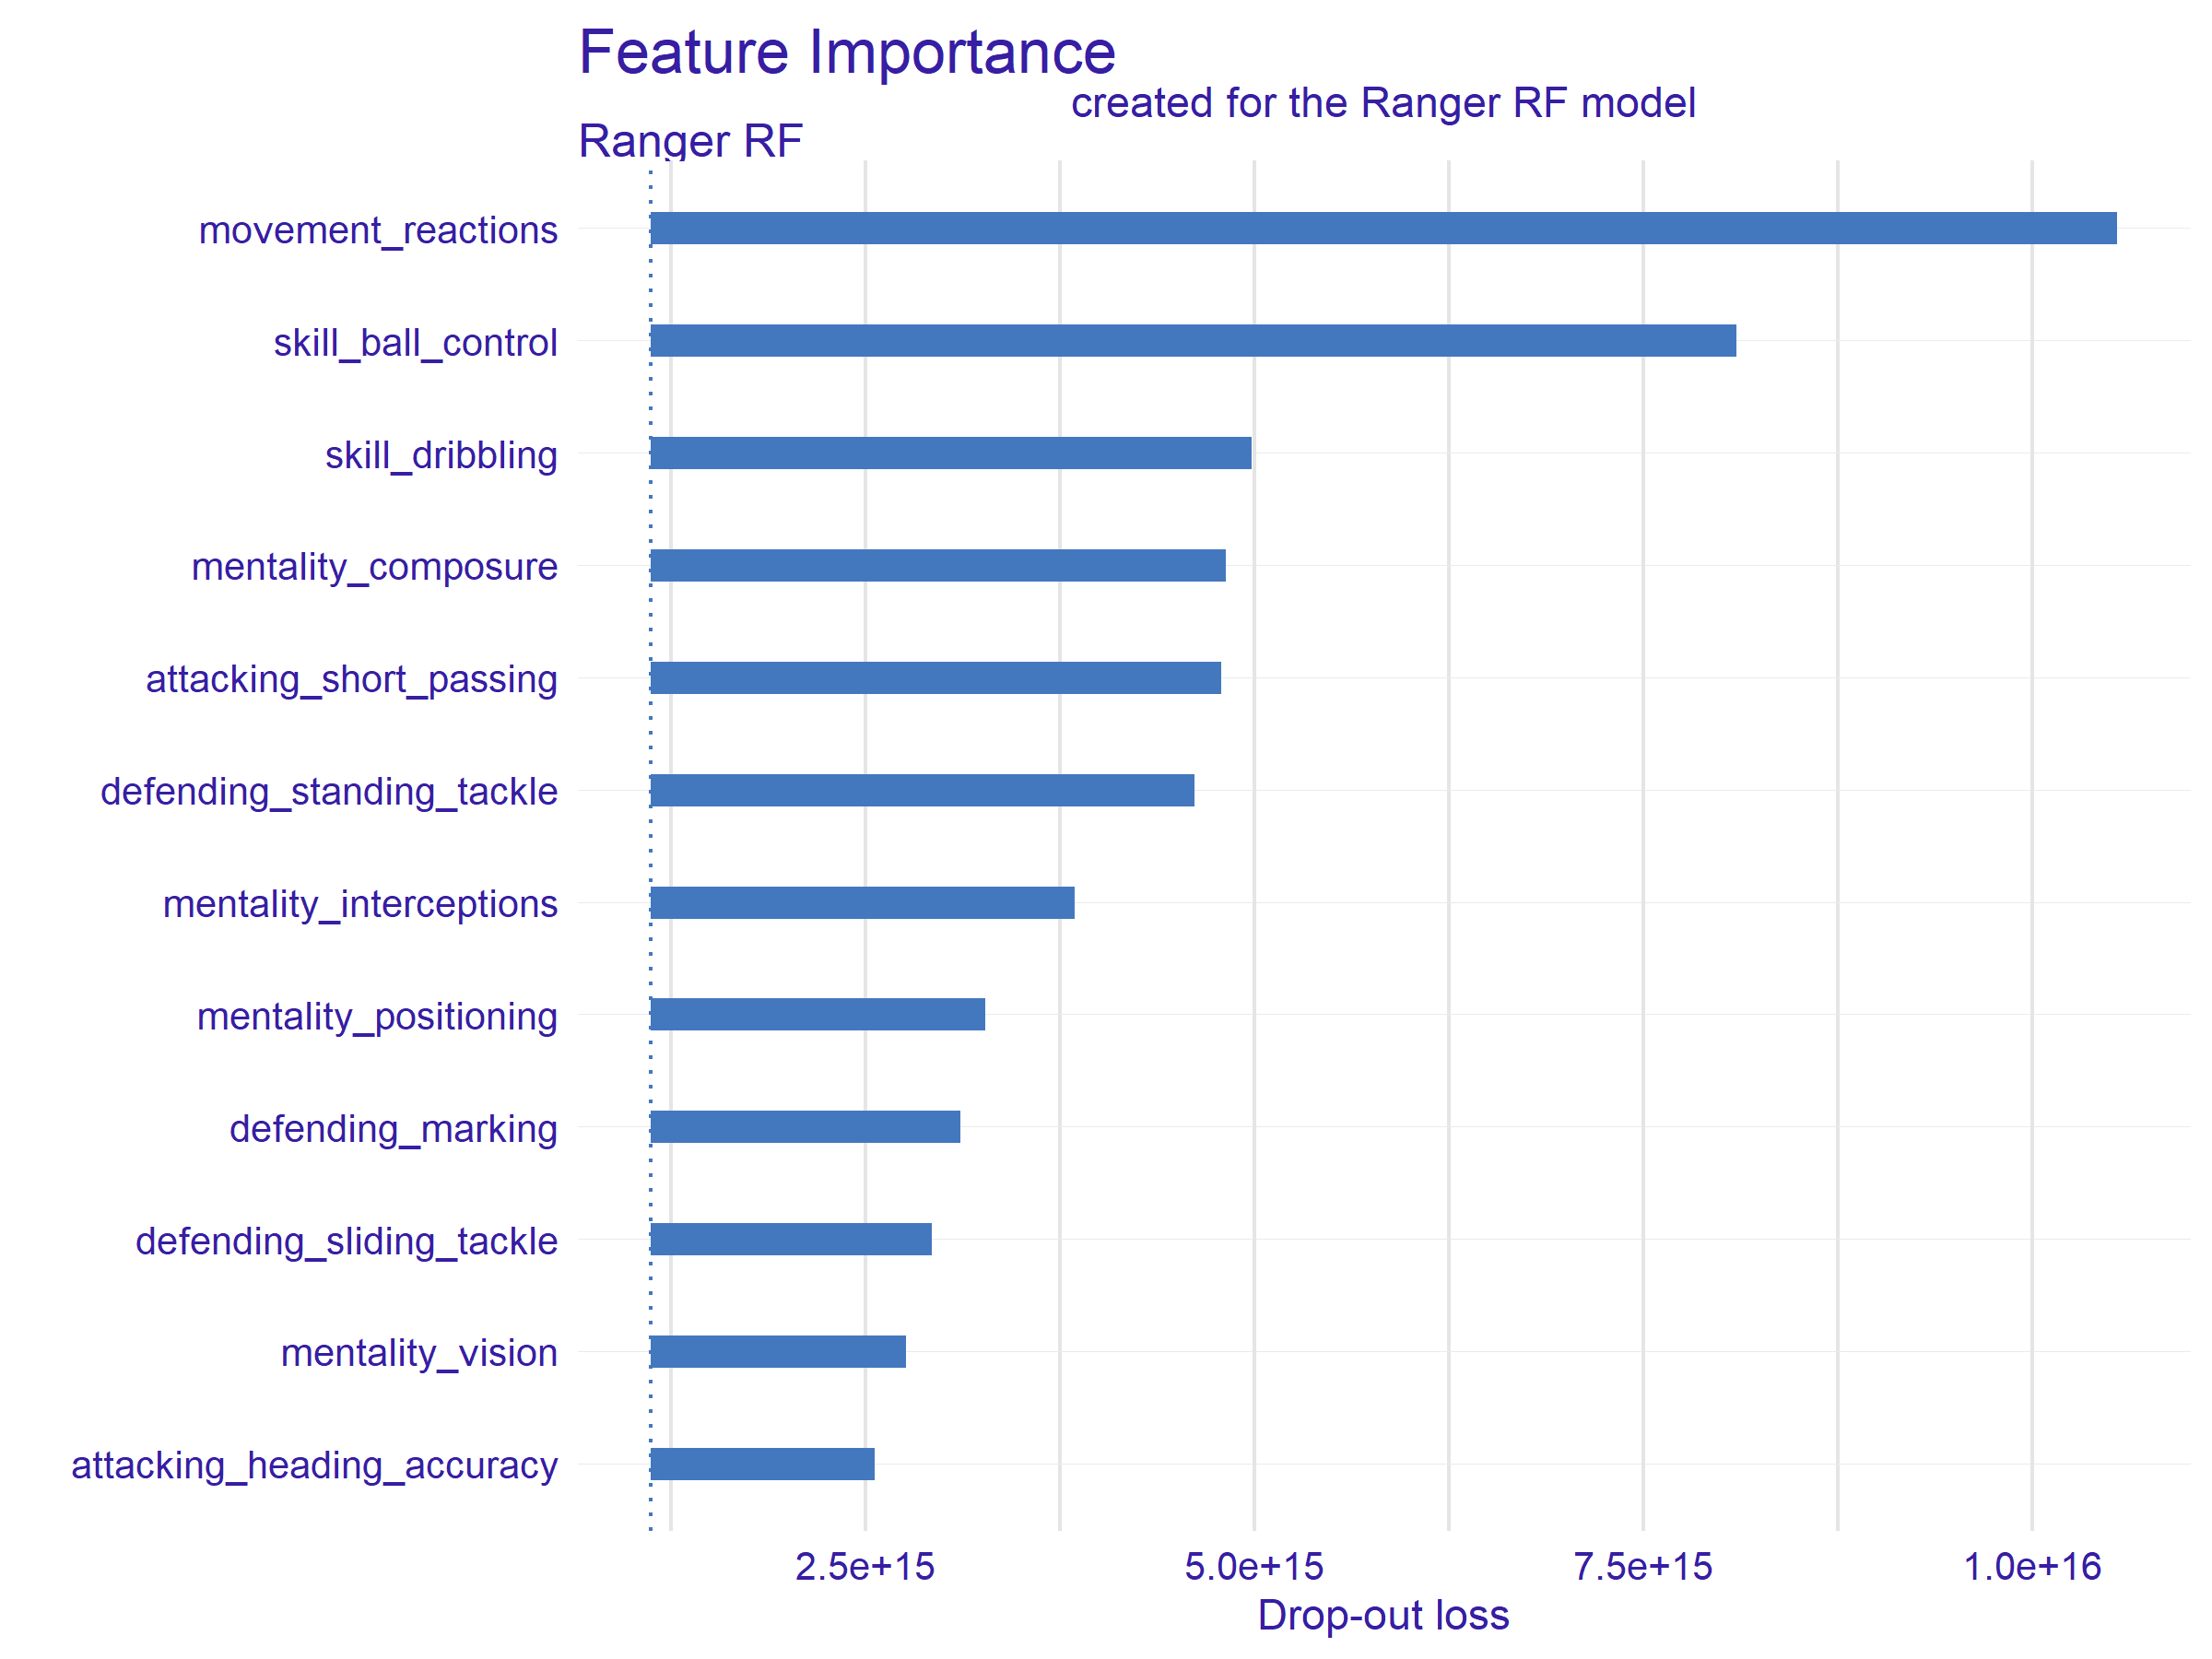 Feature Importance
created for the Ranger RF model
Ranger RF
movement_reactions
skill_ball_control
skill_dribbling
mentality_composure
attacking_short_passing
defending_standing_tackle
mentality_interceptions
mentality_positioning
defending_marking
defending_sliding_tackle
mentality_vision
attacking_heading_accuracy
2.5e+15 5.0e+15 7.5e+15 1.0e+16
Drop-out loss